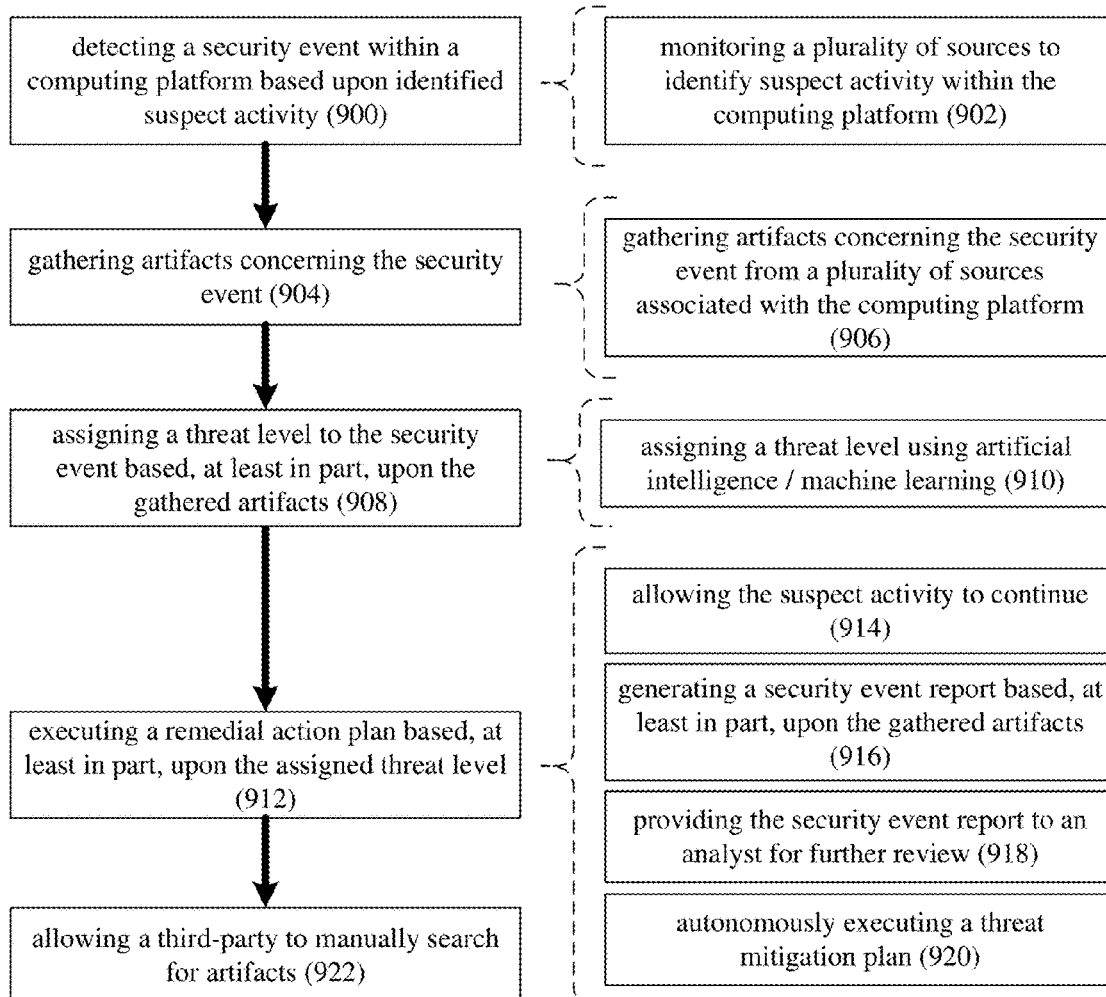 detecting a security event within a
computing platform based upon identified
suspect activity (900)
monitoring a plurality of sources to
identify suspect activity within the
computing platform (902)
gathering artifacts concerning the security
event (904)
gathering artifacts concerning the security
event from a plurality of sources
associated with the computing platform
(906)
assigning a threat level to the security
event based, at least in part, upon the
gathered artifacts (908)
assigning a threat level using artificial
intelligence / machine learning (910)
executing a remedial action plan based, at
least in part, upon the assigned threat level
(912)
allowing the suspect activity to continue
(914)
generating a security event report based, at
least in part, upon the gathered artifacts
(916)
providing the security event report to an
analyst for further review (918)
autonomously executing a threat
mitigation plan (920)
allowing a third-party to manually search
for artifacts (922)